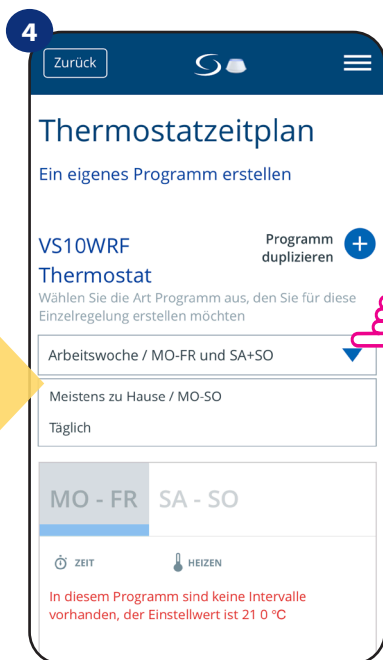 4
Zurück
Thermostatzeitplan
Ein eigenes Programm erstellen
VS10WRF
Thermostat
Programm
duplizieren
Wählen Sie die Art Programm aus, den Sie für diese
Einzelregelung erstellen möchten
Arbeitswoche / MO-FR und SA+SO
Meistens zu Hause / MO-SO
Täglich
MO - FR SA - SO
ZEIT HEIZEN
In diesem Programm sind keine Intervalle
vorhanden, der Einstellwert ist 21 0 °C